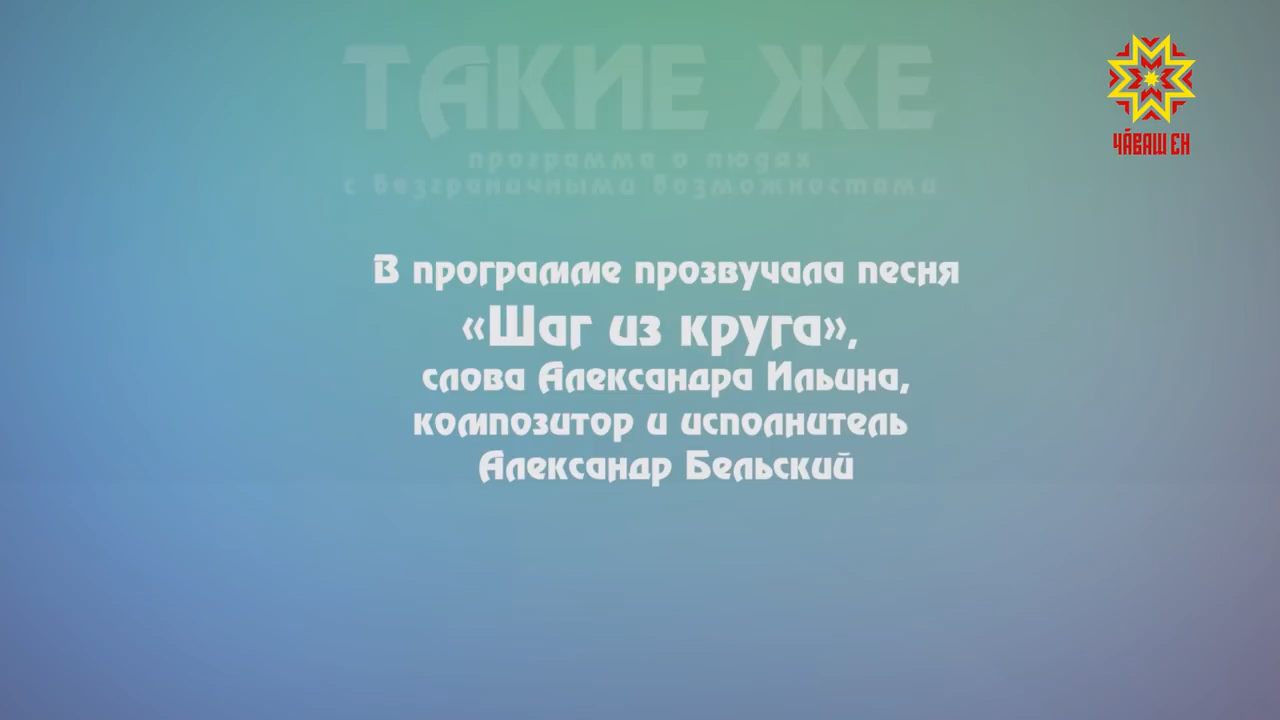 ТАКИЕ ЖЕ
программа о людях
с безграничными возможностями
ЧӐВАШ ЕН
В программе прозвучала песня
«Шаг из круга»,
слова Александра Ильина,
композитор и исполнитель
Александр Бельский